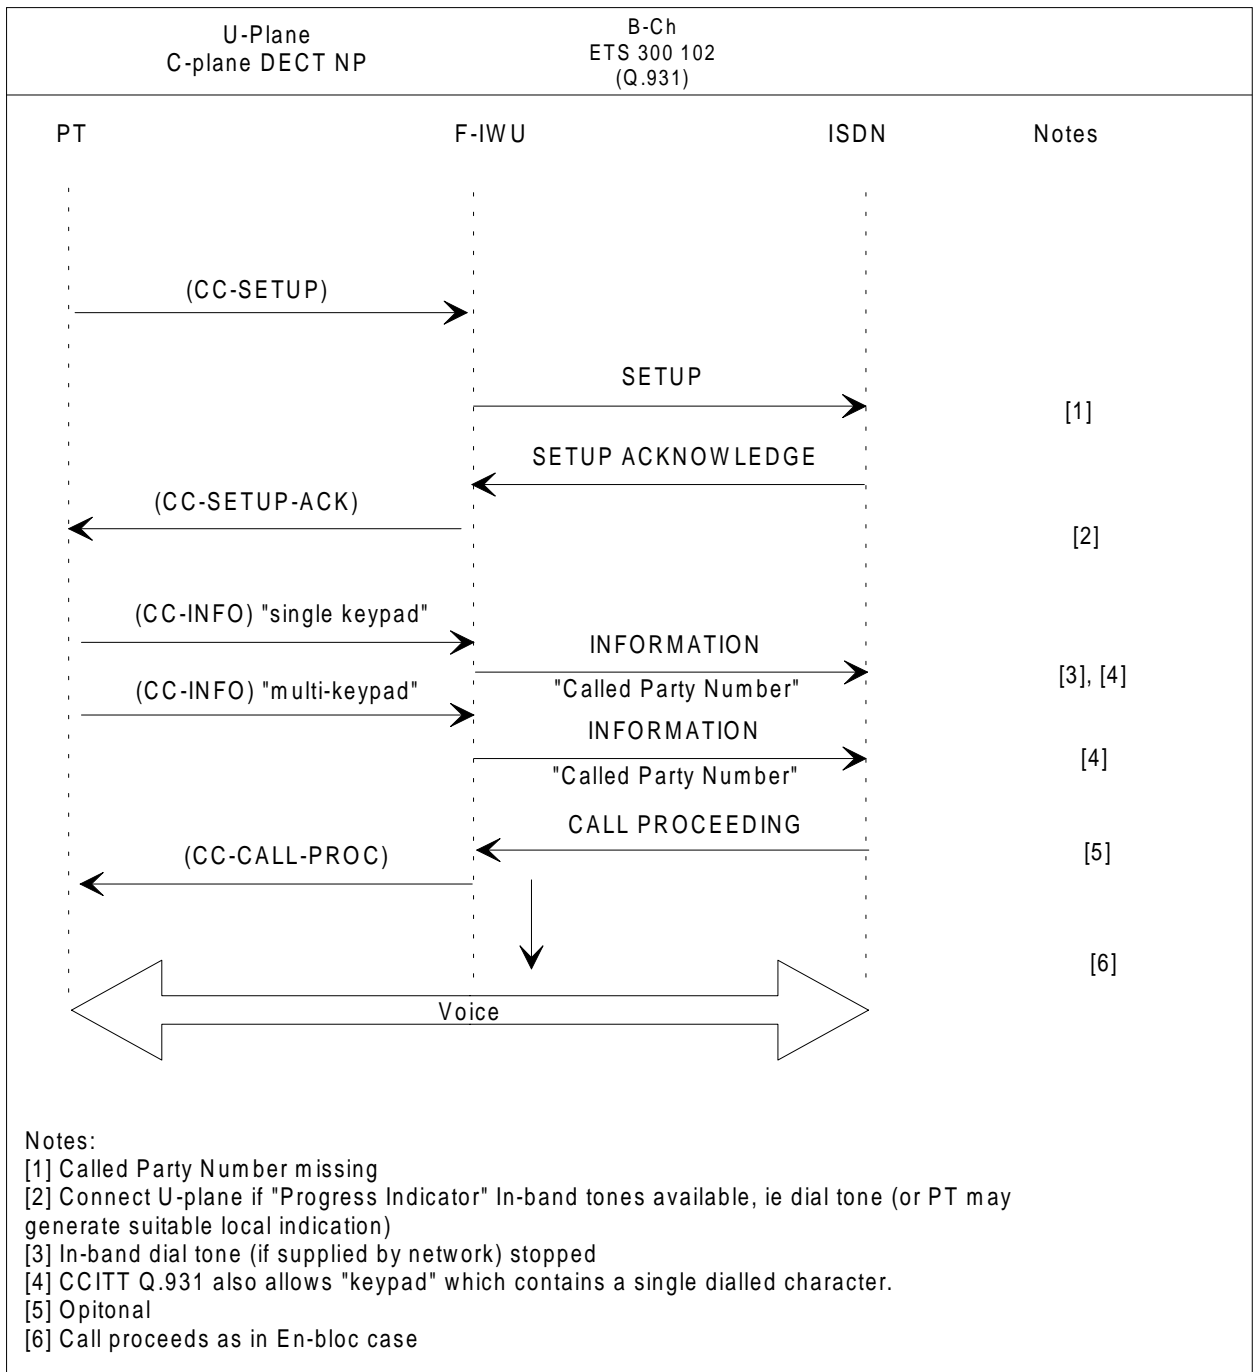 U-Plane
C-plane DECT NP
B-Ch
ETS 300 102
(Q.931)
PT
F-IWU
ISDN
Notes
(CC-SETUP)
SETUP
[1]
SETUP ACKNOWLEDGE
(CC-SETUP-ACK)
[2]
(CC-INFO) "single keypad"
INFORMATION
"Called Party Number"
[3], [4]
(CC-INFO) "multi-keypad"
INFORMATION
"Called Party Number"
[4]
CALL PROCEEDING
(CC-CALL-PROC)
[5]
[6]
Voice
Notes:
[1] Called Party Number missing
[2] Connect U-plane if "Progress Indicator" In-band tones available, ie dial tone (or PT may
generate suitable local indication)
[3] In-band dial tone (if supplied by network) stopped
[4] CCITT Q.931 also allows "keypad" which contains a single dialled character.
[5] Opitonal
[6] Call proceeds as in En-bloc case